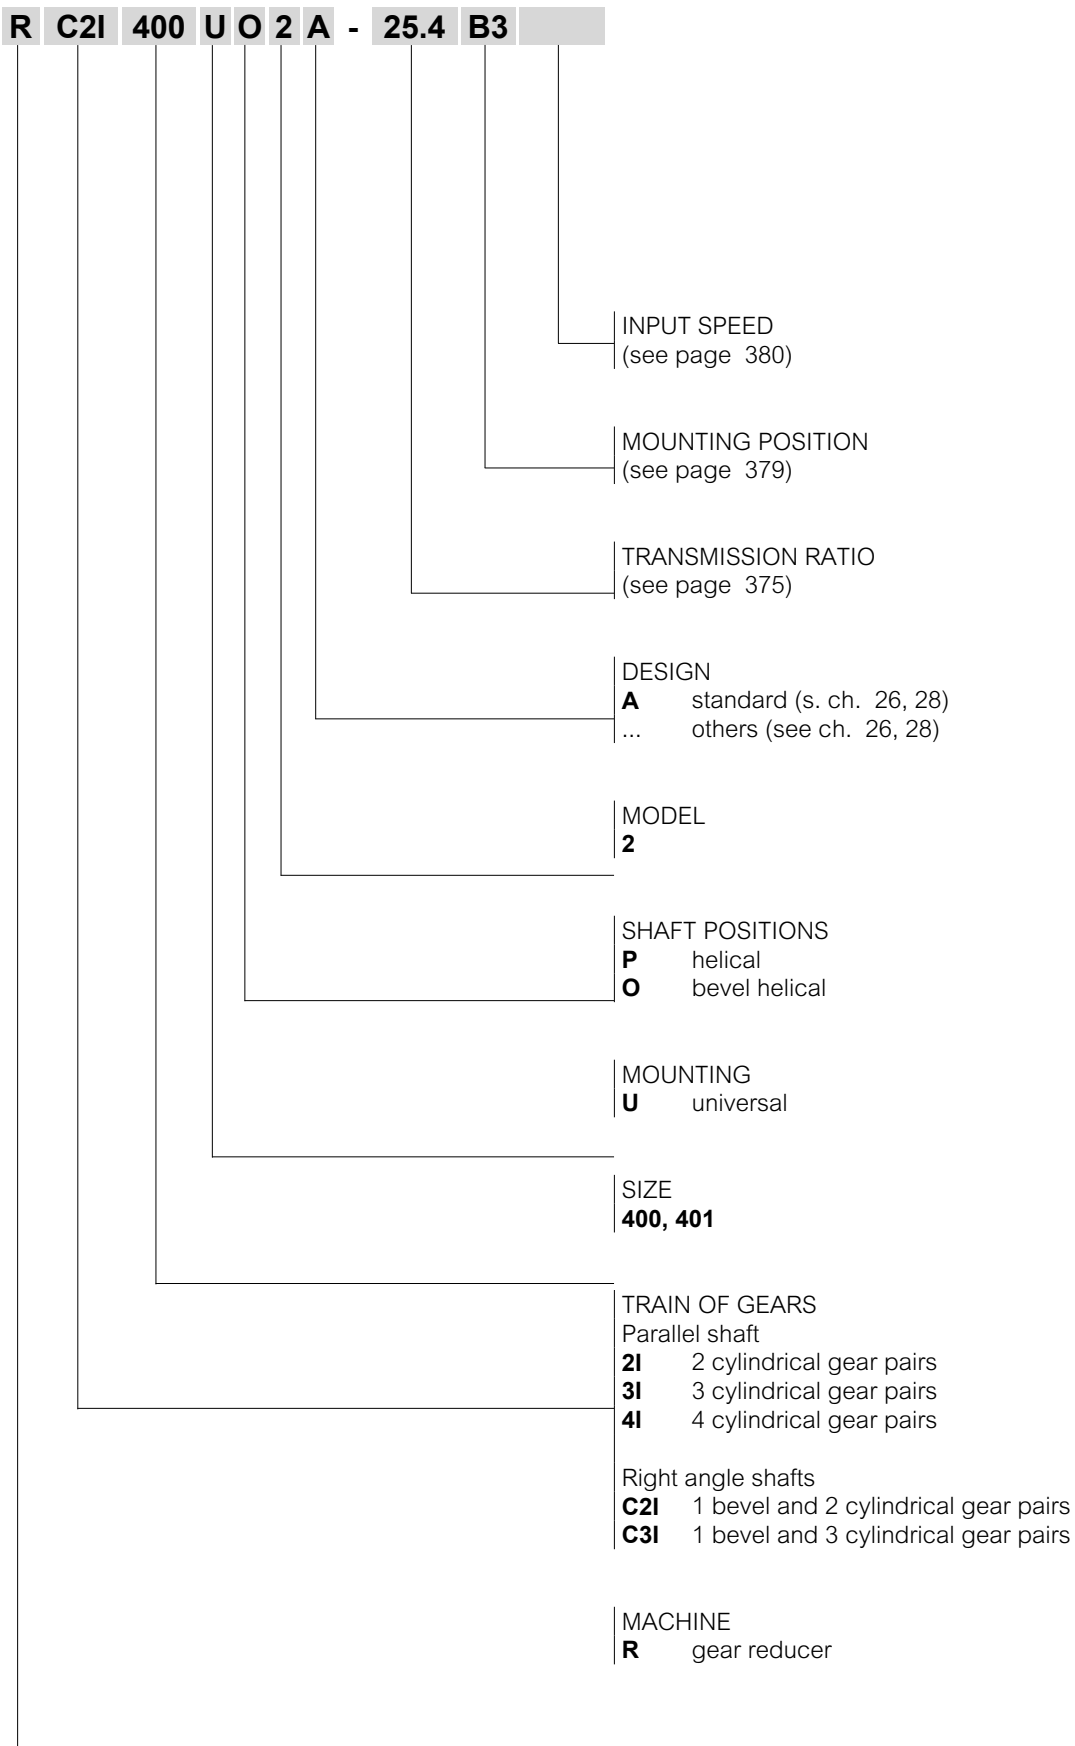 R C2I 400 U O 2 A - 25.4 B3
INPUT SPEED
(see page 380)
MOUNTING POSITION
(see page 379)
TRANSMISSION RATIO
(see page 375)
DESIGN
A standard (s. ch. 26, 28)
... others (see ch. 26, 28)
MODEL
2
SHAFT POSITIONS
P helical
O bevel helical
MOUNTING
U universal
SIZE
400, 401
TRAIN OF GEARS
Parallel shaft
2I 2 cylindrical gear pairs
3I 3 cylindrical gear pairs
4I 4 cylindrical gear pairs
Right angle shafts
C2I 1 bevel and 2 cylindrical gear pairs
C3I 1 bevel and 3 cylindrical gear pairs
MACHINE
R gear reducer